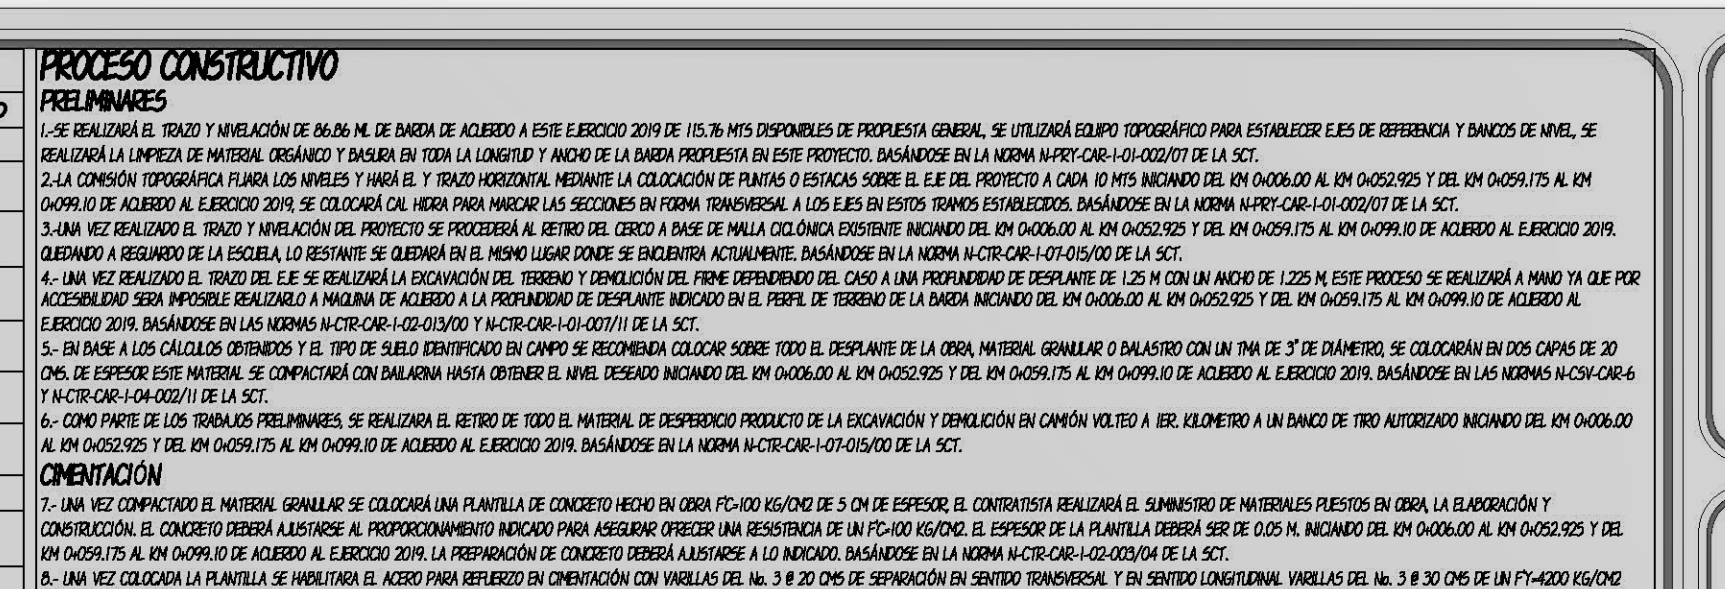 PROCESO CONSTRUCTIVO
PRELIMINARES
1.-SE REALIZARÁ EL TRAZO Y NIVELACIÓN DE 86.86 ML DE BARDA DE ACUERDO A ESTE EJERCICIO 2019 DE 115.76 MTS DISPONIBLES DE PROPUESTA GENERAL, SE UTILIZARÁ EQUIPO TOPOGRÁFICO PARA ESTABLECER EJES DE REFERENCIA Y BANCOS DE NIVEL, SE
REALIZARÁ LA LIMPIEZA DE MATERIAL ORGÁNICO Y BASURA EN TODA LA LONGITUD Y ANCHO DE LA BARDA PROPUESTA EN ESTE PROYECTO. BASÁNDOSE EN LA NORMA N-PRY-CAR-1-01-002/07 DE LA SCT.
2.-LA COMISIÓN TOPOGRÁFICA FIJARA LOS NIVELES Y HARÁ EL Y TRAZO HORIZONTAL MEDIANTE LA COLOCACIÓN DE PUNTAS O ESTACAS SOBRE EL EJE DEL PROYECTO A CADA 10 MTS INICIANDO DEL KM 0+006.00 AL KM 0+052.925 Y DEL KM 0+059.175 AL KM
0+099.10 DE ACUERDO AL EJERCICIO 2019, SE COLOCARÁ CAL HIDRA PARA MARCAR LAS SECCIONES EN FORMA TRANSVERSAL A LOS EJES EN ESTOS TRAMOS ESTABLECIDOS. BASÁNDOSE EN LA NORMA N-PRY-CAR-1-01-002/07 DE LA SCT.
3.-UNA VEZ REALIZADO EL TRAZO Y NIVELACIÓN DEL PROYECTO SE PROCEDERÁ AL RETIRO DEL CERCO A BASE DE MALLA CICLÓNICA EXISTENTE INICIANDO DEL KM 0+006.00 AL KM 0+052.925 Y DEL KM 0+059.175 AL KM 0+099.10 DE ACUERDO AL EJERCICIO 2019.
QUEDANDO A REGUARDO DE LA ESCUELA, LO RESTANTE SE QUEDARÁ EN EL MISMO LUGAR DONDE SE ENCUENTRA ACTUALMENTE. BASÁNDOSE EN LA NORMA N-CTR-CAR-1-07-015/00 DE LA SCT.
4.- UNA VEZ REALIZADO EL TRAZO DEL EJE SE REALIZARÁ LA EXCAVACIÓN DEL TERRENO Y DEMOLICIÓN DEL FIRME DEPENDIENDO DEL CASO A UNA PROFUNDIDAD DE DESPLANTE DE 1.25 M CON UN ANCHO DE 1.225 M, ESTE PROCESO SE REALIZARÁ A MANO YA QUE POR
ACCESIBILIDAD SERA IMPOSIBLE REALIZARLO A MAQUINA DE ACUERDO A LA PROFUNDIDAD DE DESPLANTE INDICADO EN EL PERFIL DE TERRENO DE LA BARDA INICIANDO DEL KM 0+006.00 AL KM 0+052.925 Y DEL KM 0+059.175 AL KM 0+099.10 DE ACUERDO AL
EJERCICIO 2019. BASÁNDOSE EN LAS NORMAS N-CTR-CAR-1-02-013/00 Y N-CTR-CAR-1-01-007/11 DE LA SCT.
5.- EN BASE A LOS CÁLCULOS OBTENIDOS Y EL TIPO DE SUELO IDENTIFICADO EN CAMPO SE RECOMIENDA COLOCAR SOBRE TODO EL DESPLANTE DE LA OBRA, MATERIAL GRANULAR O BALASTRO CON UN TMA DE 3" DE DIÁMETRO, SE COLOCARÁN EN DOS CAPAS DE 20
CMS. DE ESPESOR ESTE MATERIAL SE COMPACTARÁ CON BAILARINA HASTA OBTENER EL NIVEL DESEADO INICIANDO DEL KM 0+006.00 AL KM 0+052.925 Y DEL KM 0+059.175 AL KM 0+099.10 DE ACUERDO AL EJERCICIO 2019. BASÁNDOSE EN LAS NORMAS N-CSV-CAR-6
Y N-CTR-CAR-1-04-002/11 DE LA SCT.
6.- COMO PARTE DE LOS TRABAJOS PRELIMINARES, SE REALIZARA EL RETIRO DE TODO EL MATERIAL DE DESPERDICIO PRODUCTO DE LA EXCAVACIÓN Y DEMOLICIÓN EN CAMIÓN VOLTEO A 1ER. KILOMETRO A UN BANCO DE TIRO AUTORIZADO INICIANDO DEL KM 0+006.00
AL KM 0+052.925 Y DEL KM 0+059.175 AL KM 0+099.10 DE ACUERDO AL EJERCICIO 2019. BASÁNDOSE EN LA NORMA N-CTR-CAR-1-07-015/00 DE LA SCT.
CIMENTACIÓN
7.- UNA VEZ COMPACTADO EL MATERIAL GRANULAR SE COLOCARÁ UNA PLANTILLA DE CONCRETO HECHO EN OBRA F'C=100 KG/CM2 DE 5 CM DE ESPESOR, EL CONTRATISTA REALIZARÁ EL SUMINISTRO DE MATERIALES PUESTOS EN OBRA, LA ELABORACIÓN Y
CONSTRUCCIÓN. EL CONCRETO DEBERÁ AJUSTARSE AL PROPORCIONAMIENTO INDICADO PARA ASEGURAR OFRECER UNA RESISTENCIA DE UN F'C=100 KG/CM2. EL ESPESOR DE LA PLANTILLA DEBERÁ SER DE 0.05 M. INICIANDO DEL KM 0+006.00 AL KM 0+052.925 Y DEL
KM 0+059.175 AL KM 0+099.10 DE ACUERDO AL EJERCICIO 2019. LA PREPARACIÓN DE CONCRETO DEBERÁ AJUSTARSE A LO INDICADO. BASÁNDOSE EN LA NORMA N-CTR-CAR-1-02-003/04 DE LA SCT.
8.- UNA VEZ COLOCADA LA PLANTILLA SE HABILITARA EL ACERO PARA REFUERZO EN CIMENTACIÓN CON VARILLAS DEL No. 3 @ 20 CMS DE SEPARACIÓN EN SENTIDO TRANSVERSAL Y EN SENTIDO LONGITUDINAL VARILLAS DEL No. 3 @ 30 CMS DE UN FY=4200 KG/CM2